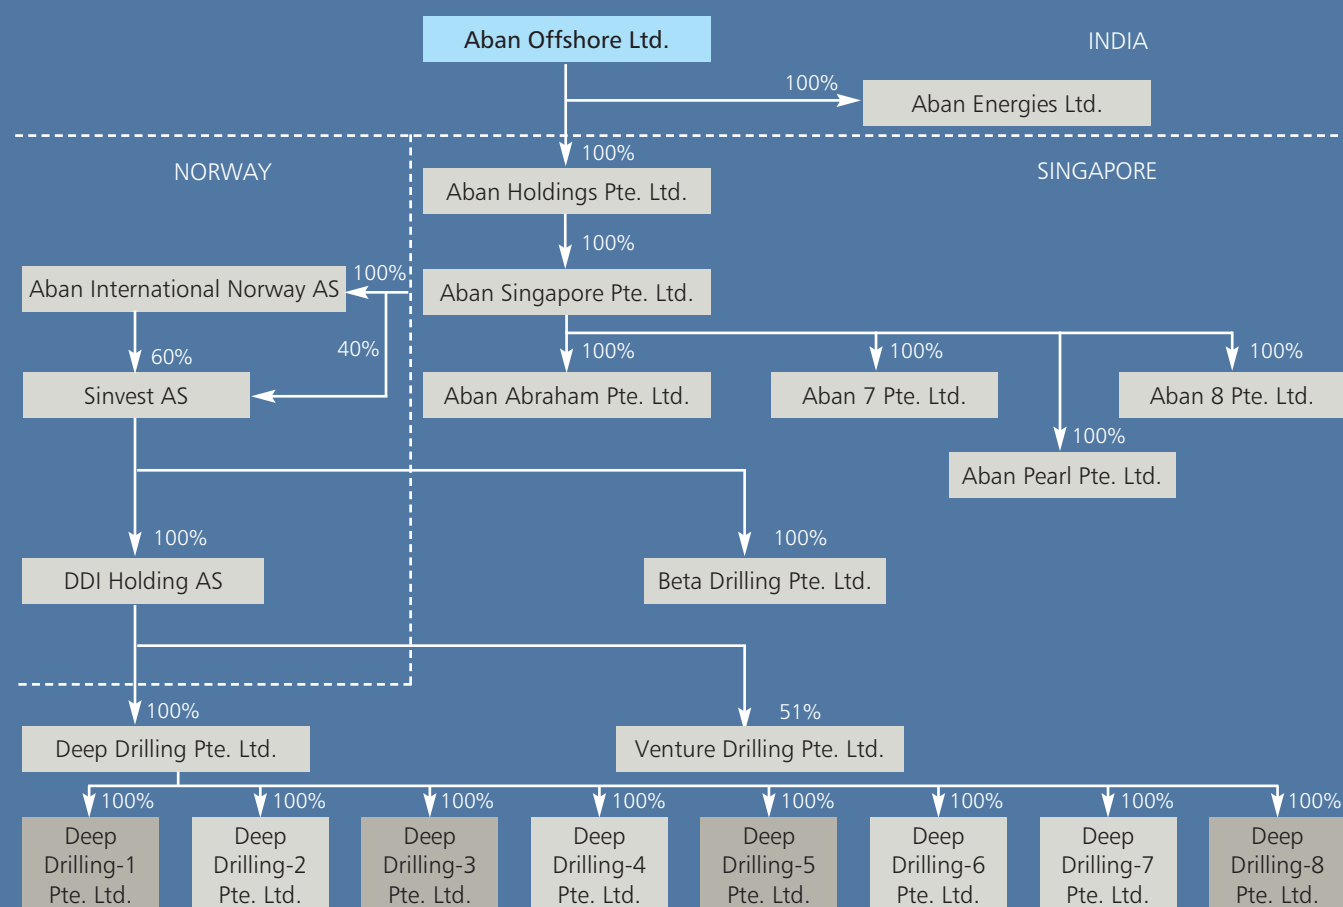 Aban Offshore Ltd.
INDIA
100%
Aban Energies Ltd.
100%
NORWAY
SINGAPORE
Aban Holdings Pte. Ltd.
100%
100%
Aban International Norway AS
Aban Singapore Pte. Ltd.
60%
40%
100%
100%
100%
Sinvest AS
Aban Abraham Pte. Ltd.
Aban 7 Pte. Ltd.
Aban 8 Pte. Ltd.
100%
Aban Pearl Pte. Ltd.
100%
100%
DDI Holding AS
Beta Drilling Pte. Ltd.
100%
51%
Deep Drilling Pte. Ltd.
Venture Drilling Pte. Ltd.
100%
100%
100%
100%
100%
100%
100%
100%
Deep
Drilling-1
Pte. Ltd.
Deep
Drilling-2
Pte. Ltd.
Deep
Drilling-3
Pte. Ltd.
Deep
Drilling-4
Pte. Ltd.
Deep
Drilling-5
Pte. Ltd.
Deep
Drilling-6
Pte. Ltd.
Deep
Drilling-7
Pte. Ltd.
Deep
Drilling-8
Pte. Ltd.